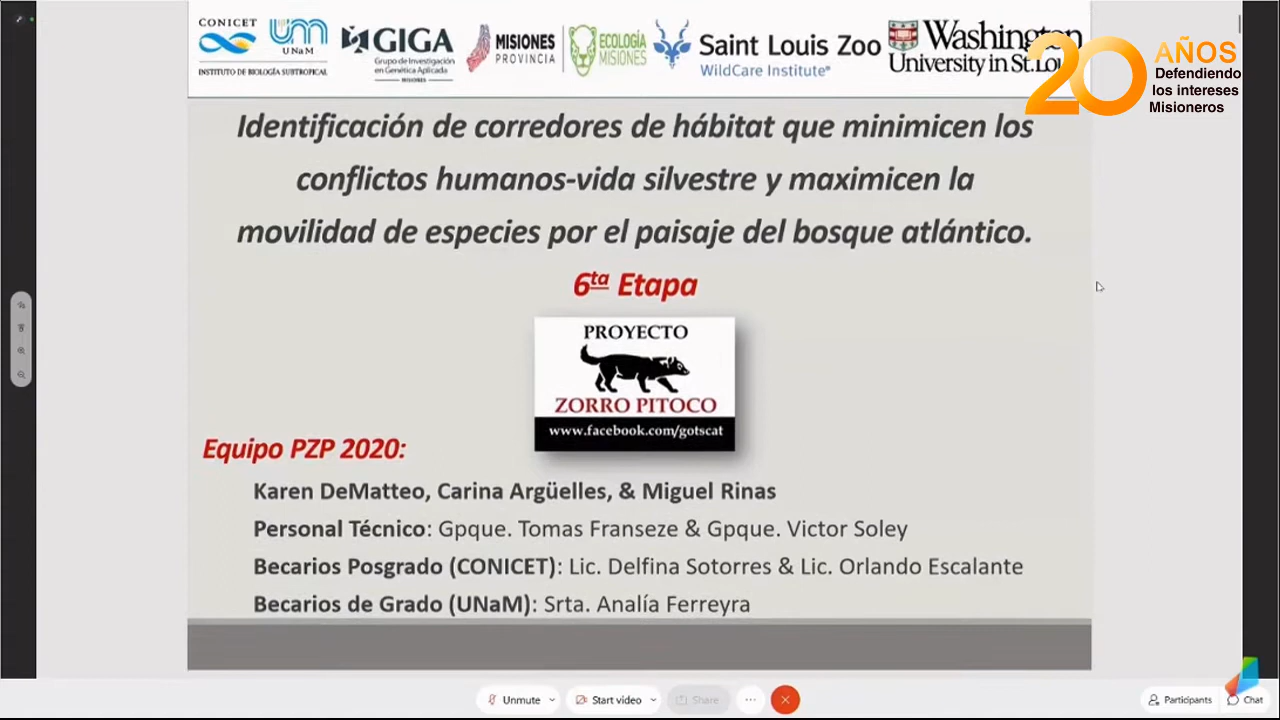 CONICET
UNaM
INSTITUTO DE BIOLOGÍA SUBTROPICAL
GIGA
Grupo de Investigación
en Genética Aplicada
MISIONES
MISIONES
PROVINCIA
ECOLOGÍA
MISIONES
Saint Louis Zoo
WildCare Institute®
Washington
University in St.Lou
20 AÑOS
Defendiendo
los intereses
Misioneros
Identificación de corredores de hábitat que minimicen los
conflictos humanos-vida silvestre y maximicen la
movilidad de especies por el paisaje del bosque atlántico.
6ta Etapa
PROYECTO
ZORRO PITOCO
www.facebook.com/gotscat
Equipo PZP 2020:
Karen DeMatteo, Carina Argüelles, & Miguel Rinas
Personal Técnico: Gpque. Tomas Franseze & Gpque. Victor Soley
Becarios Posgrado (CONICET): Lic. Delfina Sotorres & Lic. Orlando Escalante
Becarios de Grado (UNaM): Srta. Analía Ferreyra
Unmute
Start video
Share
Participants
Chat